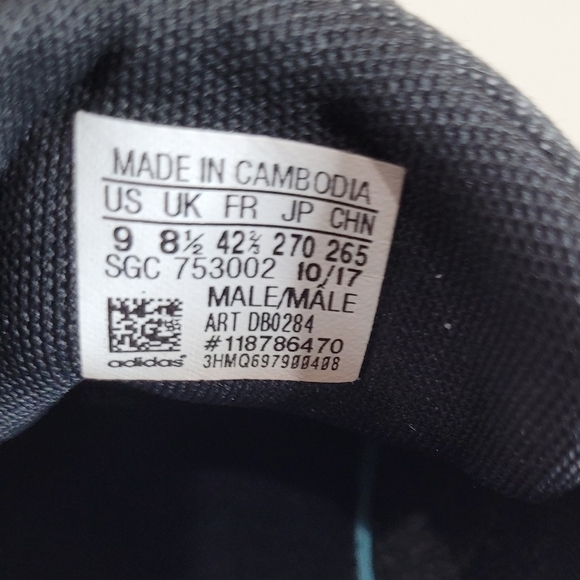 MADE IN CAMBODIA
US UK FR JP CHN
9 8½ 42⅔ 270 265
SGC 753002 10/17
MALE/MÂLE
ART DB0284
#118786470
adidas 3HMQ697900408